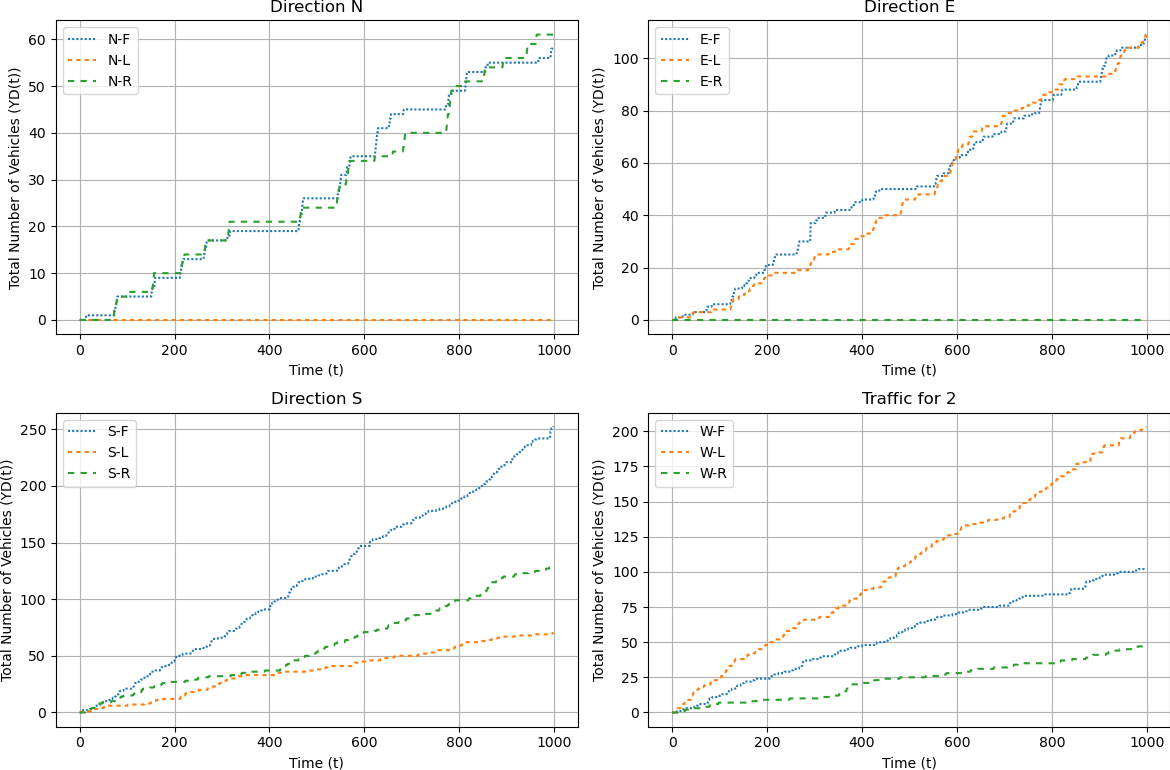 Direction N
Total Number of Vehicles (YD(t))
60
50
40
30
20
10
0
N-F
N-L
N-R
0 200 400 600 800 1000
Time (t)
Direction E
Total Number of Vehicles (YD(t))
100
80
60
40
20
0
E-F
E-L
E-R
0 200 400 600 800 1000
Time (t)
Direction S
Total Number of Vehicles (YD(t))
250
200
150
100
50
0
S-F
S-L
S-R
0 200 400 600 800 1000
Time (t)
Traffic for 2
Total Number of Vehicles (YD(t))
200
175
150
125
100
75
50
25
0
W-F
W-L
W-R
0 200 400 600 800 1000
Time (t)